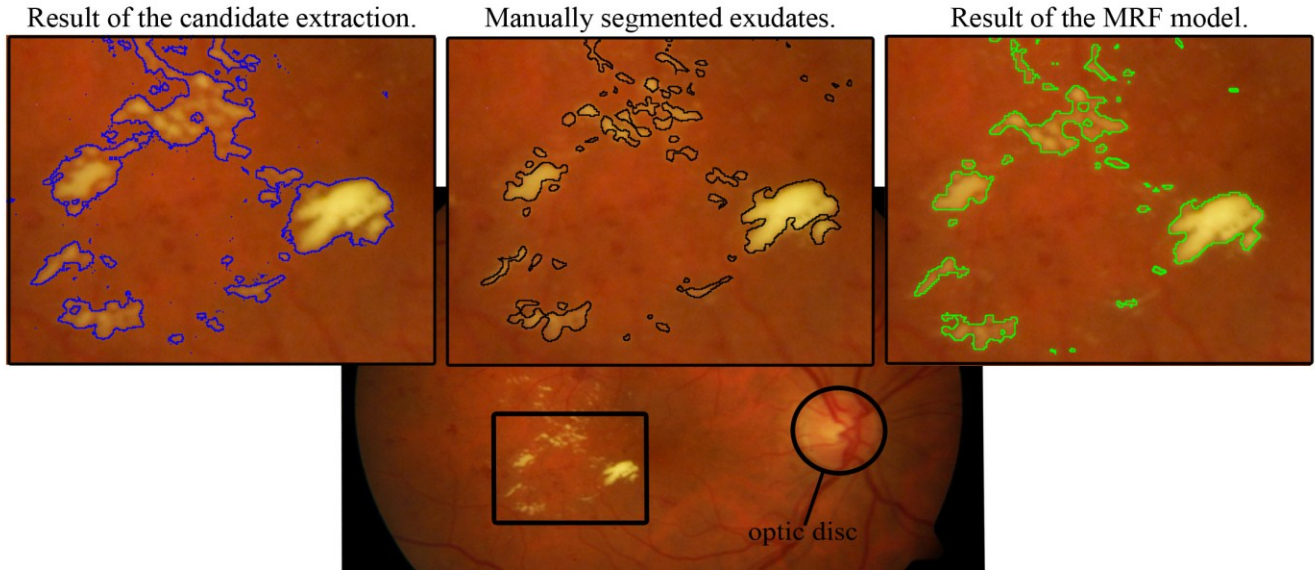 Result of the candidate extraction.
Manually segmented exudates.
Result of the MRF model.
optic disc